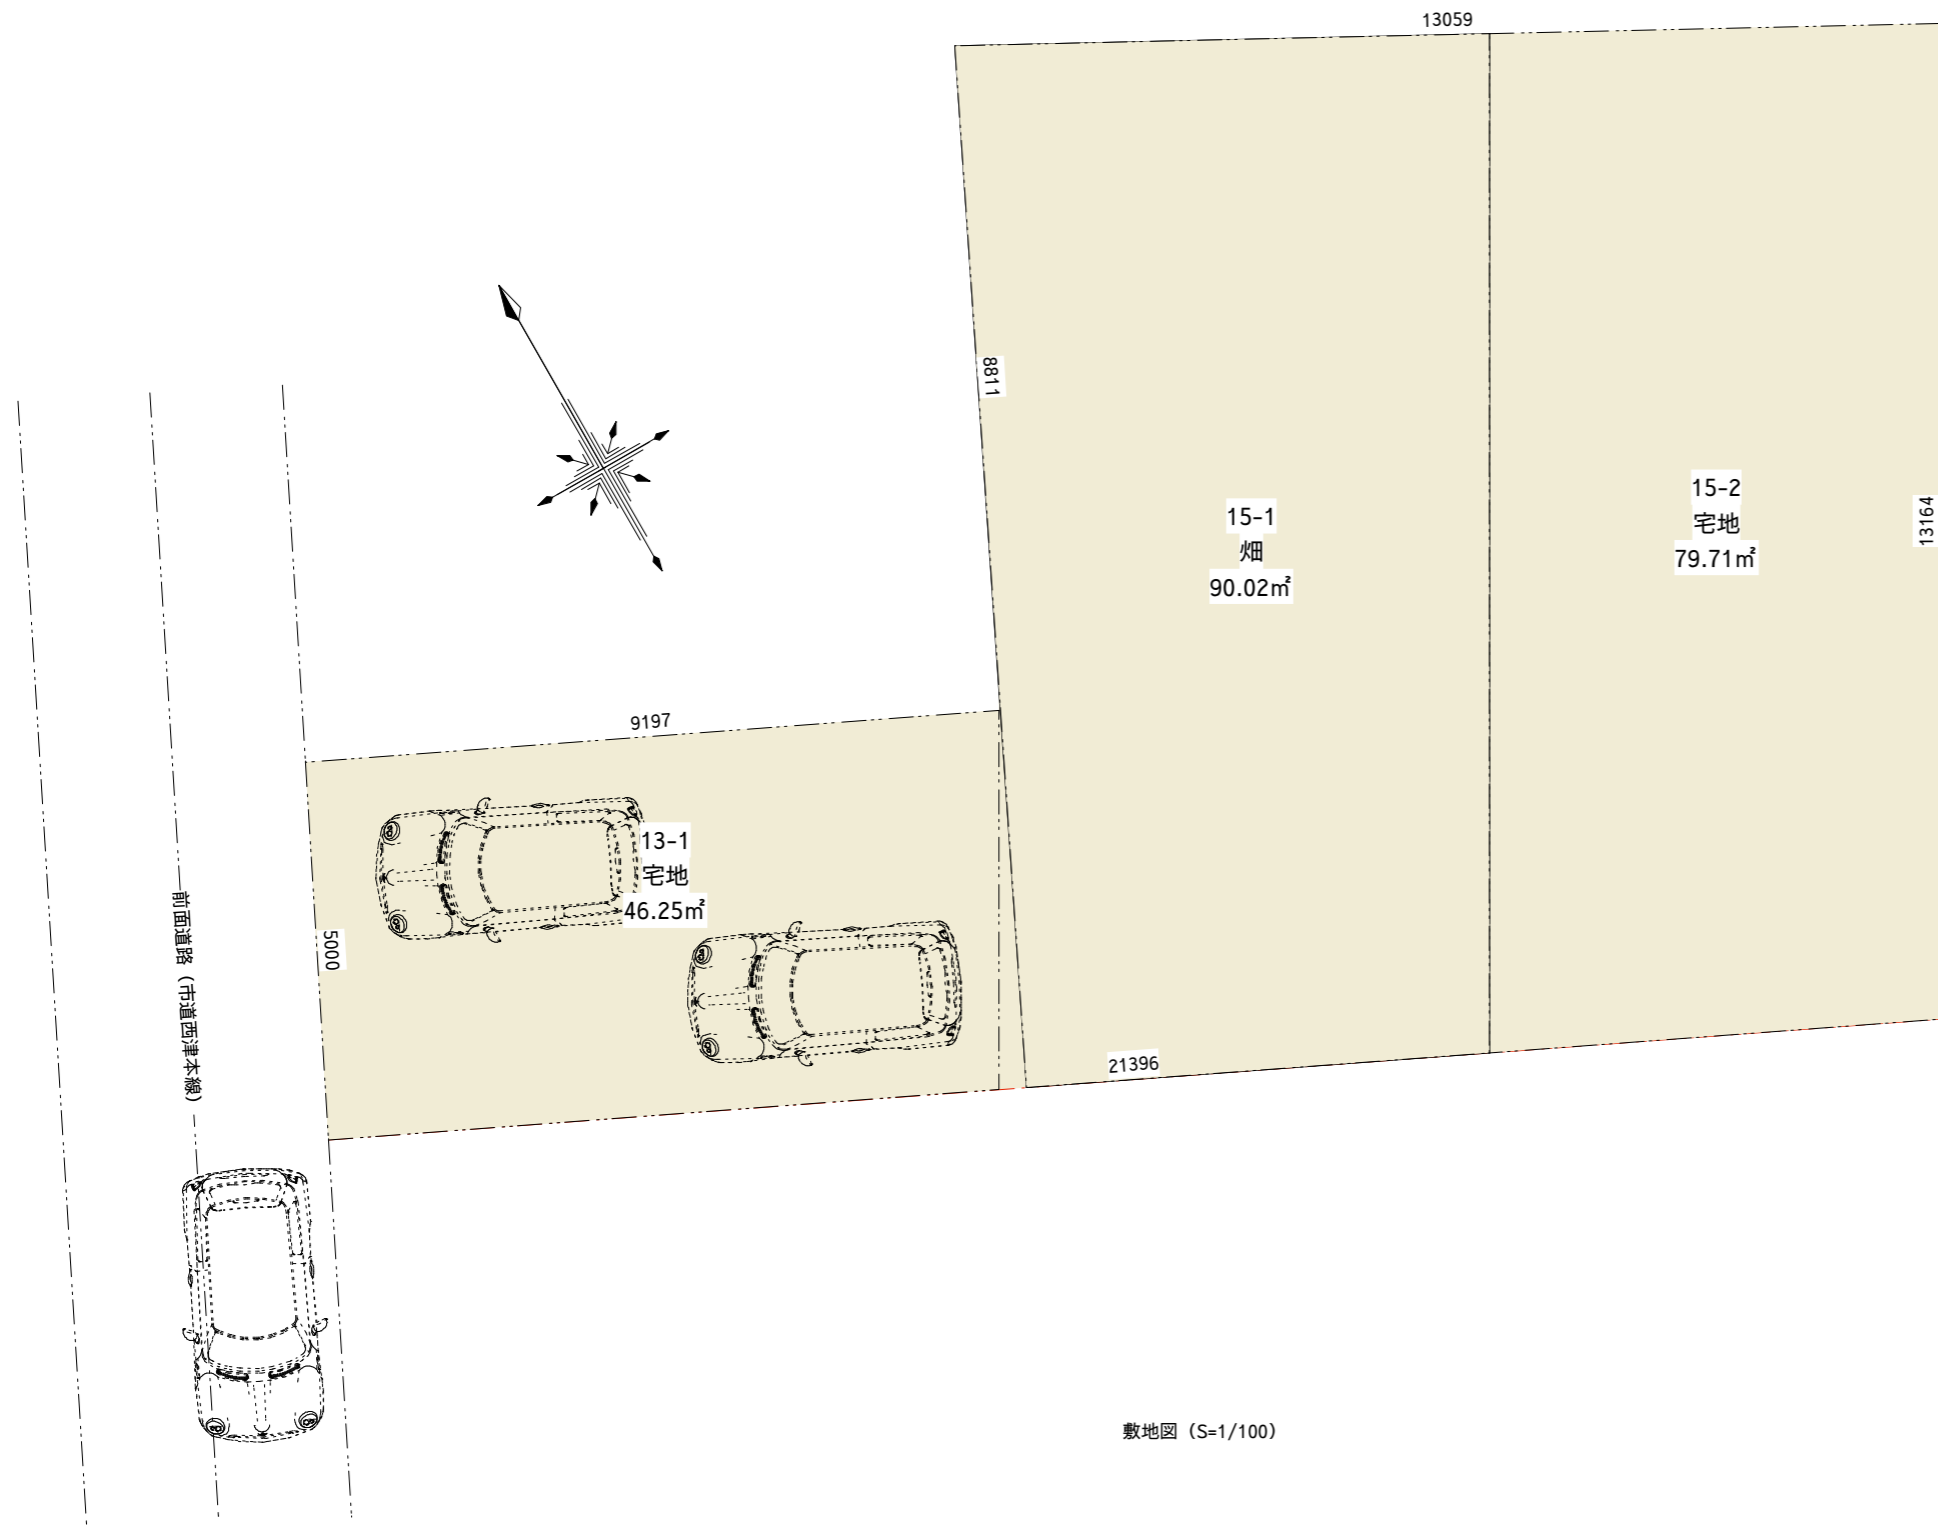 13059
8811
15-1
畑
90.02㎡
15-2
宅地
79.71㎡
13164
9197
13-1
宅地
46.25㎡
5000
前面道路（市道西津本線）
21396
敷地図（S=1/100）